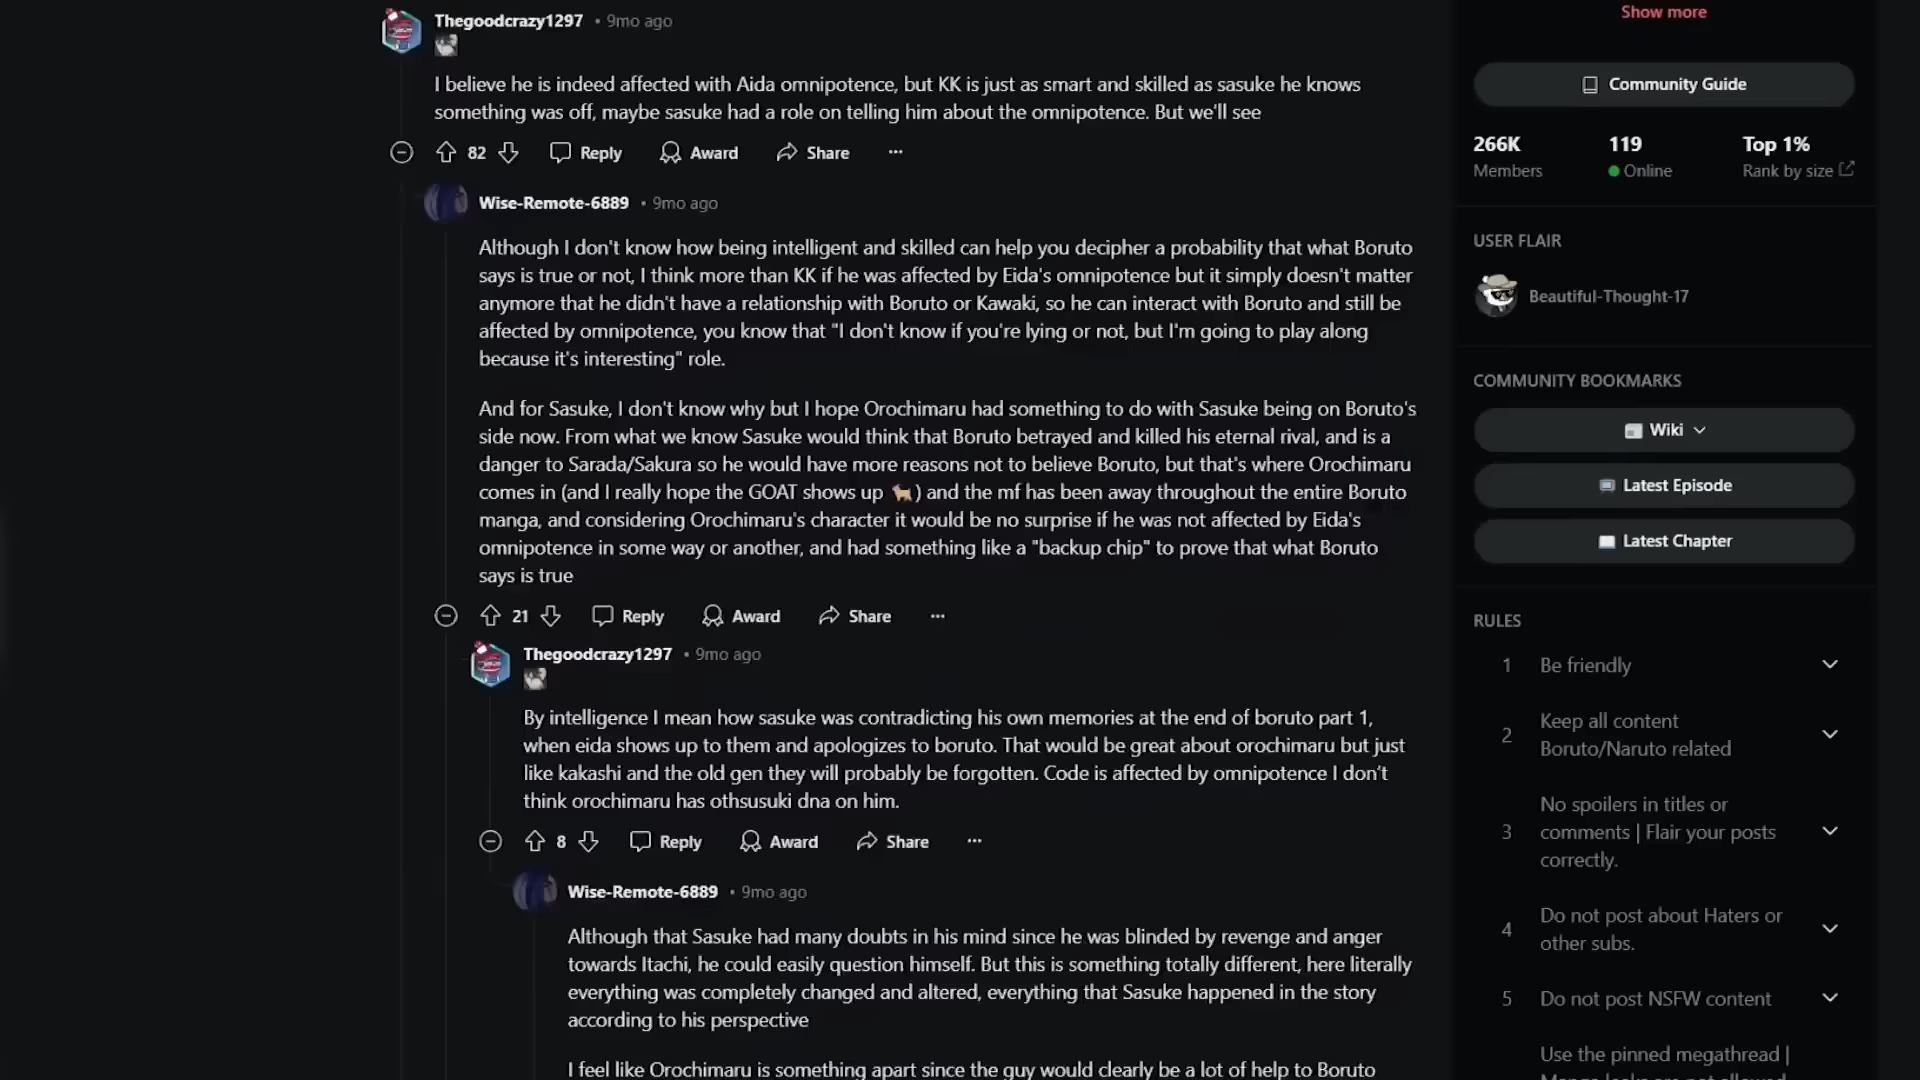 Thegoodcrazy1297 • 9mo ago
I believe he is indeed affected with Aida omnipotence, but KK is just as smart and skilled as sasuke he knows
something was off, maybe sasuke had a role on telling him about the omnipotence. But we'll see
82 Reply Award Share ...
Wise-Remote-6889 • 9mo ago
Although I don't know how being intelligent and skilled can help you decipher a probability that what Boruto
says is true or not, I think more than KK if he was affected by Eida's omnipotence but it simply doesn't matter
anymore that he didn't have a relationship with Boruto or Kawaki, so he can interact with Boruto and still be
affected by omnipotence, you know that "I don't know if you're lying or not, but I'm going to play along
because it's interesting" role.
And for Sasuke, I don't know why but I hope Orochimaru had something to do with Sasuke being on Boruto's
side now. From what we know Sasuke would think that Boruto betrayed and killed his eternal rival, and is a
danger to Sarada/Sakura so he would have more reasons not to believe Boruto, but that's where Orochimaru
comes in (and I really hope the GOAT shows up 🐐) and the mf has been away throughout the entire Boruto
manga, and considering Orochimaru's character it would be no surprise if he was not affected by Eida's
omnipotence in some way or another, and had something like a "backup chip" to prove that what Boruto
says is true
21 Reply Award Share ...
Thegoodcrazy1297 • 9mo ago
By intelligence I mean how sasuke was contradicting his own memories at the end of boruto part 1,
when eida shows up to them and apologizes to boruto. That would be great about orochimaru but just
like kakashi and the old gen they will probably be forgotten. Code is affected by omnipotence I don't
think orochimaru has othsusuki dna on him.
8 Reply Award Share ...
Wise-Remote-6889 • 9mo ago
Although that Sasuke had many doubts in his mind since he was blinded by revenge and anger
towards Itachi, he could easily question himself. But this is something totally different, here literally
everything was completely changed and altered, everything that Sasuke happened in the story
according to his perspective
I feel like Orochimaru is something apart since the guy would clearly be a lot of help to Boruto
Show more
Community Guide
266K 119 Top 1%
Members Online Rank by size
USER FLAIR
Beautiful-Thought-17
COMMUNITY BOOKMARKS
Wiki
Latest Episode
Latest Chapter
RULES
1 Be friendly
2 Keep all content
Boruto/Naruto related
3 No spoilers in titles or
comments | Flair your posts
correctly.
4 Do not post about Haters or
other subs.
5 Do not post NSFW content
Use the pinned megathread |